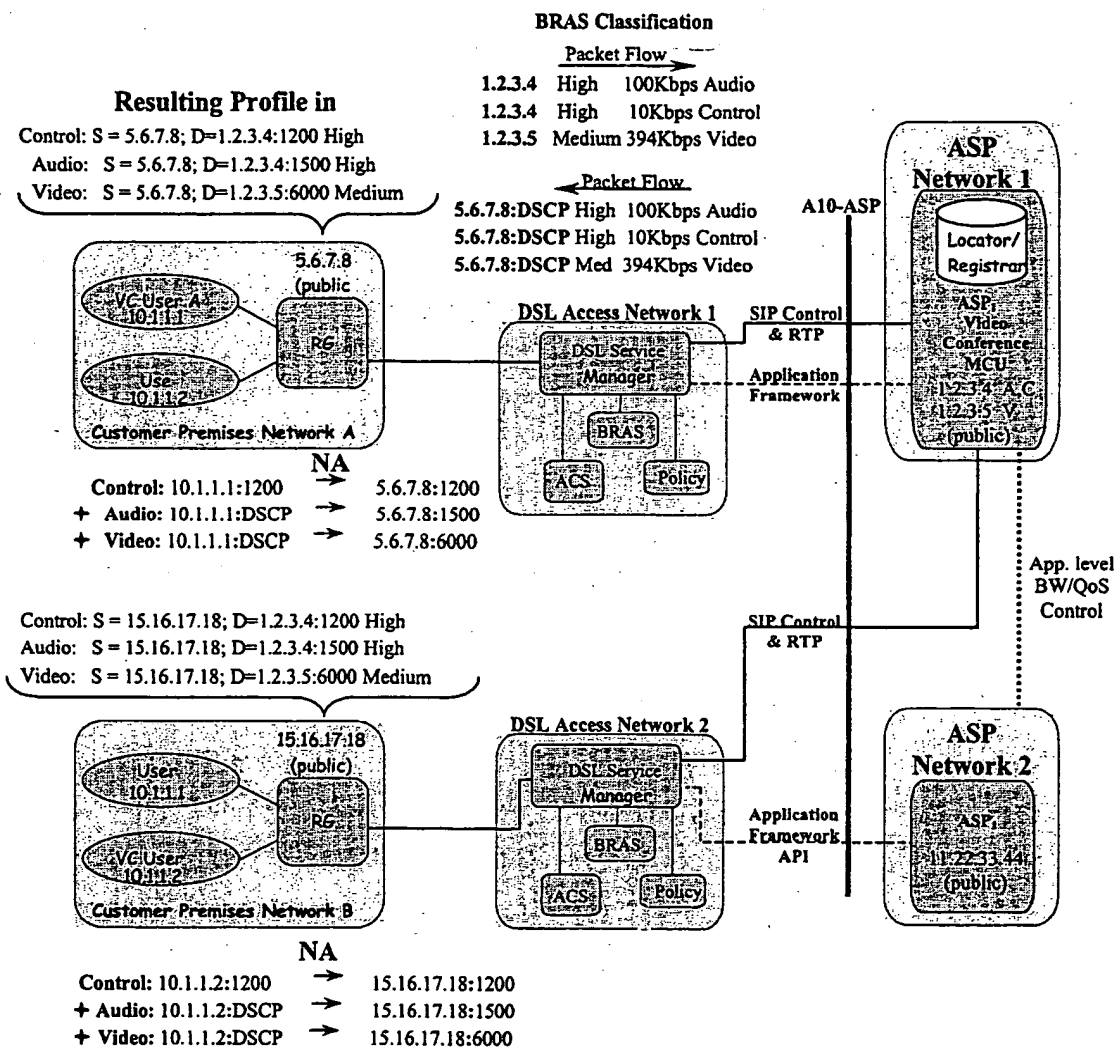 BRAS Classification
Packet Flow
1.2.3.4 High 100Kbps Audio
1.2.3.4 High 10Kbps Control
1.2.3.5 Medium 394Kbps Video
Resulting Profile in
Control: S = 5.6.7.8; D=1.2.3.4:1200 High
Audio: S = 5.6.7.8; D=1.2.3.4:1500 High
Video: S = 5.6.7.8; D=1.2.3.5:6000 Medium
Packet Flow
5.6.7.8:DSCP High 100Kbps Audio
5.6.7.8:DSCP High 10Kbps Control
5.6.7.8:DSCP Med 394Kbps Video
A10-ASP
ASP
Network 1
Locator/
Registrar
ASP
Video
Conference
MCU
1.2.3.4 A,C
1.2.3.5 V
(public)
5.6.7.8
(public
VC User A
10.1.1.1
RG
Use
10.1.1.2
Customer Premises Network A
DSL Access Network 1
DSL Service
Manager
BRAS
ACS
Policy
SIP Control
& RTP
Application
Framework
NA
Control: 10.1.1.1:1200 → 5.6.7.8:1200
+ Audio: 10.1.1.1:DSCP → 5.6.7.8:1500
+ Video: 10.1.1.1:DSCP → 5.6.7.8:6000
App. level
BW/QoS
Control
Control: S = 15.16.17.18; D=1.2.3.4:1200 High
Audio: S = 15.16.17.18; D=1.2.3.4:1500 High
Video: S = 15.16.17.18; D=1.2.3.5:6000 Medium
SIP Control
& RTP
15.16.17.18
(public)
User
10.1.1.1
RG
VC User
10.1.1.2
Customer Premises Network B
DSL Access Network 2
DSL Service
Manager
BRAS
ACS
Policy
Application
Framework
API
ASP
Network 2
ASP
11.22.33.44
(public)
NA
Control: 10.1.1.2:1200 → 15.16.17.18:1200
+ Audio: 10.1.1.2:DSCP → 15.16.17.18:1500
+ Video: 10.1.1.2:DSCP → 15.16.17.18:6000